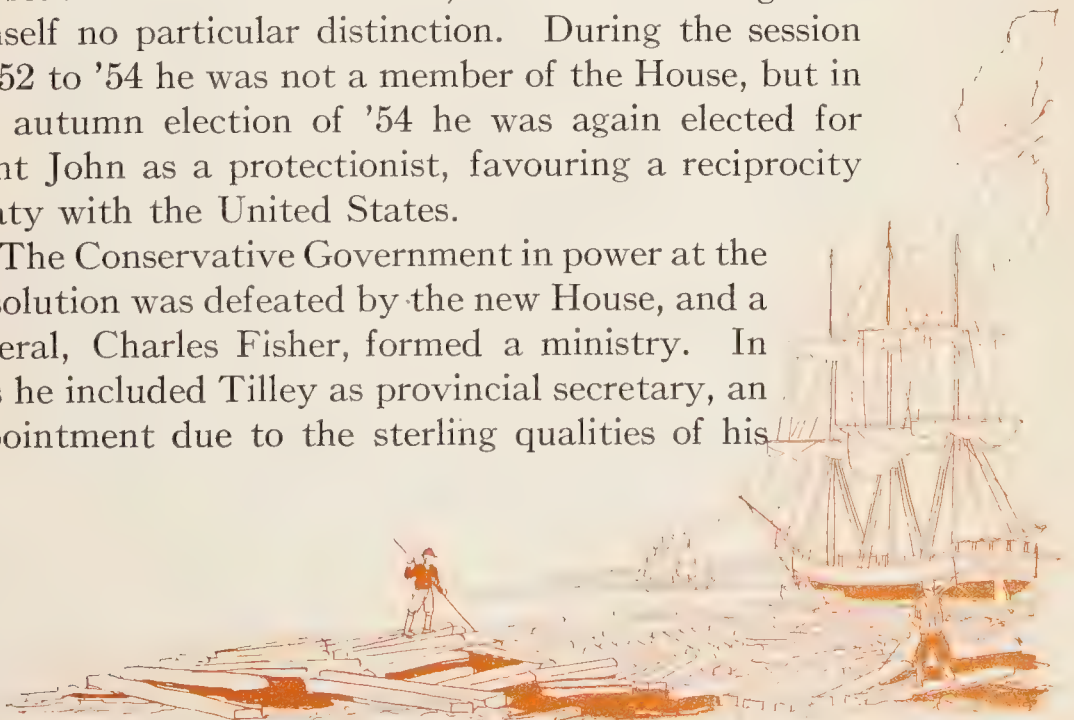 self no particular distinction. During the session
52 to ’54 he was not a member of the House, but in
autumn election of ’54 he was again elected for
nt John as a protectionist, favouring a reciprocity
aty with the United States.
The Conservative Government in power at the
solution was defeated by the new House, and a
eral, Charles Fisher, formed a ministry. In
s he included Tilley as provincial secretary, an
ointment due to the sterling qualities of his